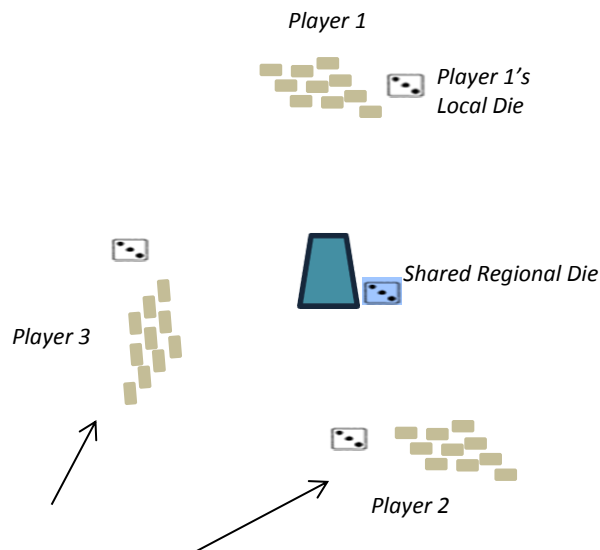 Player 1
Player 1’s
Local Die
Shared Regional Die
Player 3
Player 2